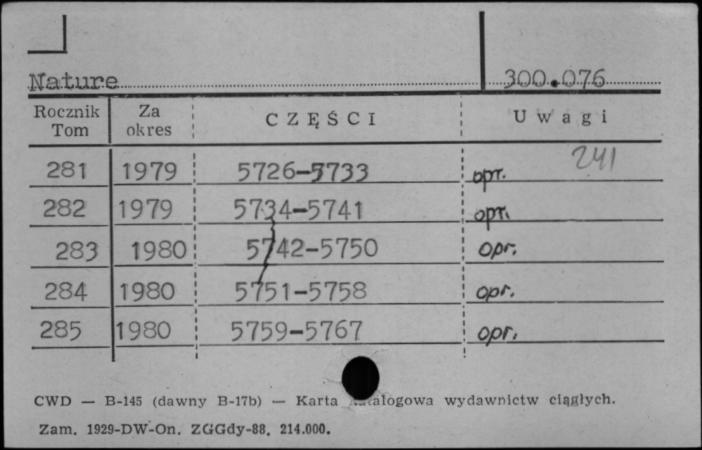 Nature 300.076
Rocznik Tom Za okres CZĘŚCI Uwagi
241
281 1979 5726-5733 opr.
282 1979 5734-5741 opr.
283 1980 5742-5750 opr.
284 1980 5751-5758 opr.
285 1980 5759-5767 opr.
CWD — B-145 (dawny B-17b) — Karta katalogowa wydawnictw ciągłych.
Zam. 1929-DW-On. ZGGdy-88. 214.000.